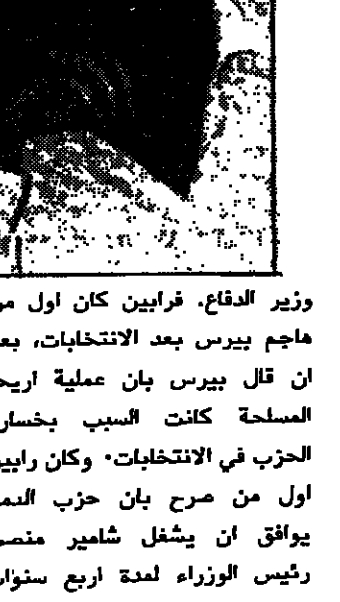 وزير الدفاع. فرابين كان اول من
هاجم بيرس بعد الانتخابات، بعد
ان قال بيرس بان عملية اريحا
المسلحة كانت السبب بخسارة
الحزب في الانتخابات. وكان رابين
اول من صرح بان حزب
يوافق ان يشغل شامير منصب
رئيس الوزراء لمدة اربع سنوات